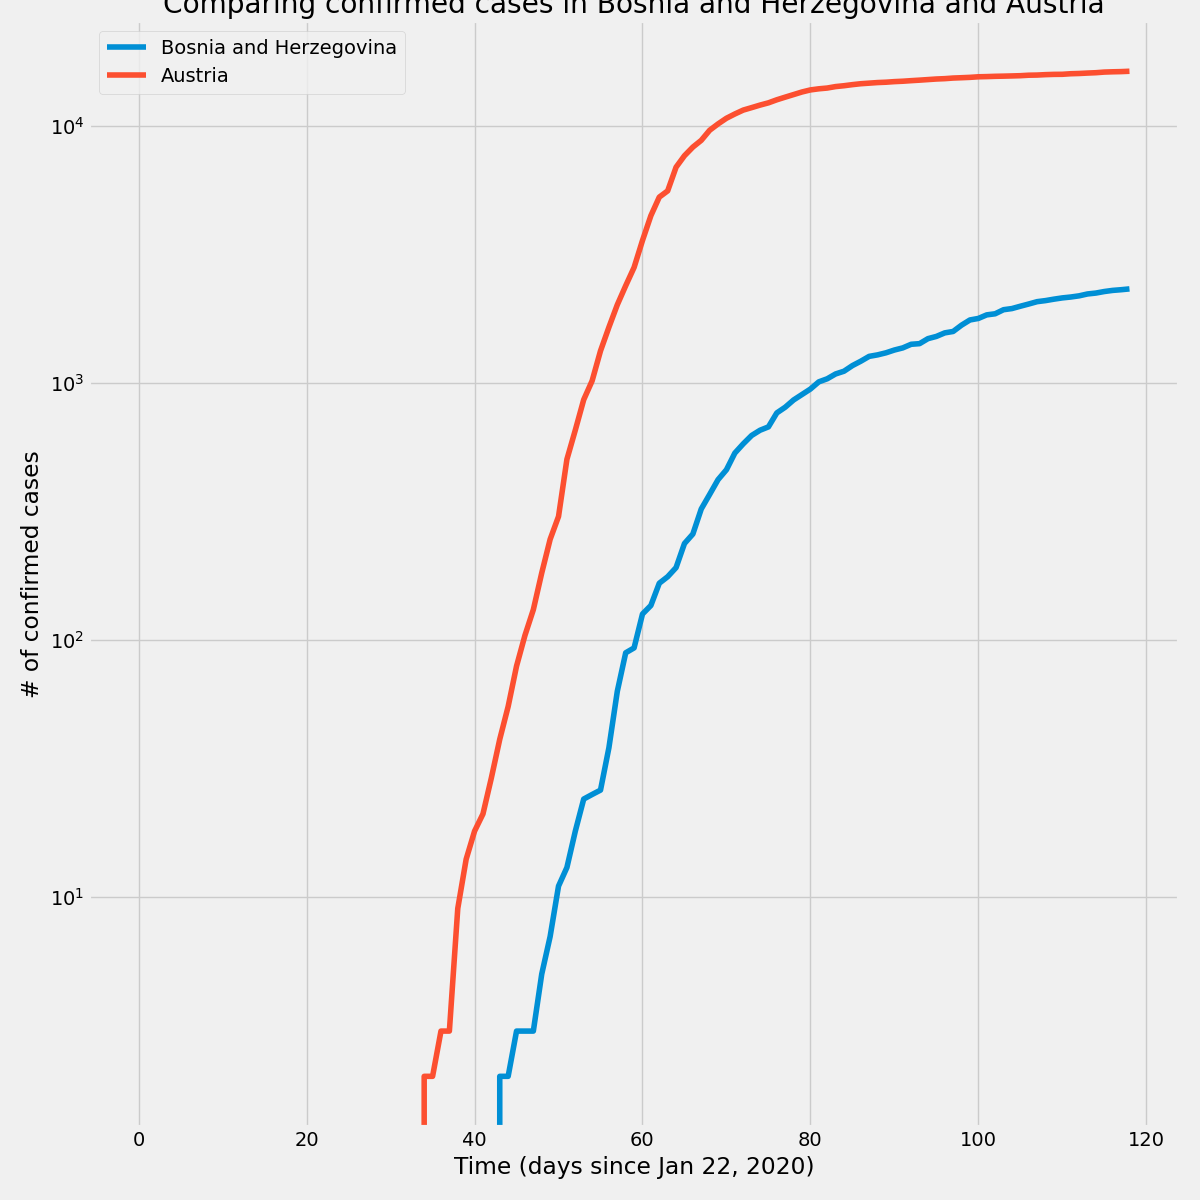 Comparing confirmed cases in Bosnia and Herzegovina and Austria
Bosnia and Herzegovina
Austria
10⁴
10³
10²
10¹
# of confirmed cases
0 20 40 60 80 100 120
Time (days since Jan 22, 2020)